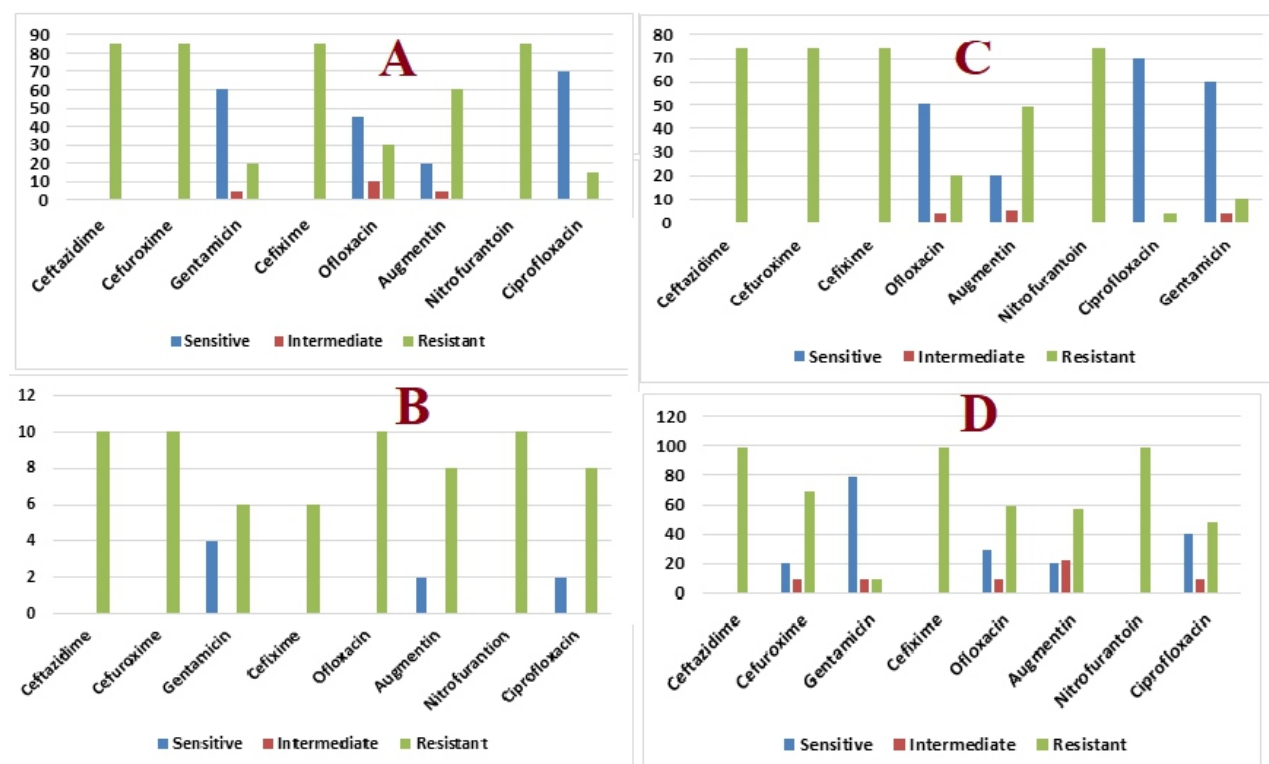 A
90
80
70
60
50
40
30
20
10
0
Ceftazidime
Cefuroxime
Gentamicin
Cefixime
Ofloxacin
Augmentin
Nitrofurantoin
Ciprofloxacin
Sensitive Intermediate Resistant
C
80
70
60
50
40
30
20
10
0
Ceftazidime
Cefuroxime
Cefixime
Ofloxacin
Augmentin
Nitrofurantoin
Ciprofloxacin
Gentamicin
Sensitive Intermediate Resistant
B
12
10
8
6
4
2
0
Ceftazidime
Cefuroxime
Gentamicin
Cefixime
Ofloxacin
Augmentin
Nitrofurantion
Ciprofloxacin
Sensitive Intermediate Resistant
D
120
100
80
60
40
20
0
Ceftazidime
Cefuroxime
Gentamicin
Cefixime
Ofloxacin
Augmentin
Nitrofurantoin
Ciprofloxacin
Sensitive Intermediate Resistant